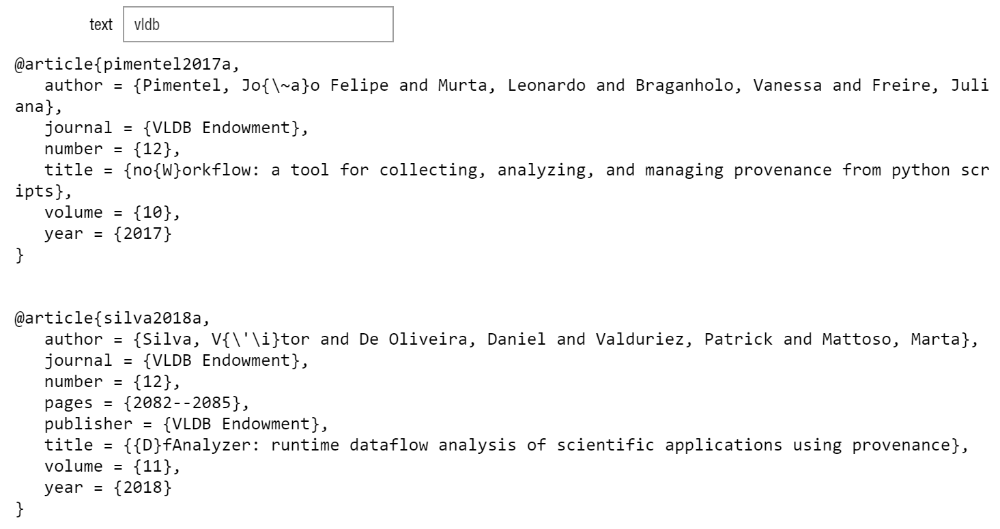 text vldb
@article{pimentel2017a,
   author = {Pimentel, Jo{\~a}o Felipe and Murta, Leonardo and Braganholo, Vanessa and Freire, Juli
ana},
   journal = {VLDB Endowment},
   number = {12},
   title = {no{W}orkflow: a tool for collecting, analyzing, and managing provenance from python scr
ipts},
   volume = {10},
   year = {2017}
}
@article{silva2018a,
   author = {Silva, V{\'\i}tor and De Oliveira, Daniel and Valduriez, Patrick and Mattoso, Marta},
   journal = {VLDB Endowment},
   number = {12},
   pages = {2082--2085},
   publisher = {VLDB Endowment},
   title = {{D}fAnalyzer: runtime dataflow analysis of scientific applications using provenance},
   volume = {11},
   year = {2018}
}